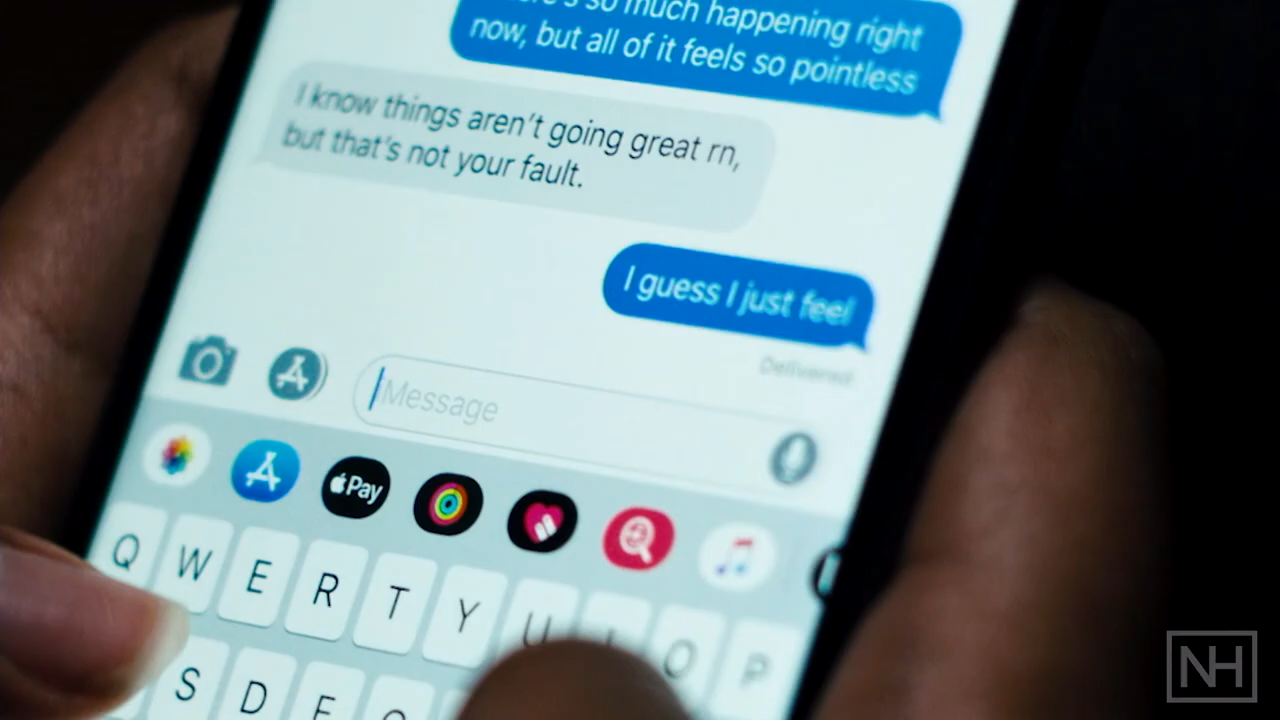 so much happening right
now, but all of it feels so pointless
I know things aren't going great rn,
but that's not your fault.
I guess I just feel
Delivered
iMessage
Pay
Q W E R T Y U I O P
S D F
NH